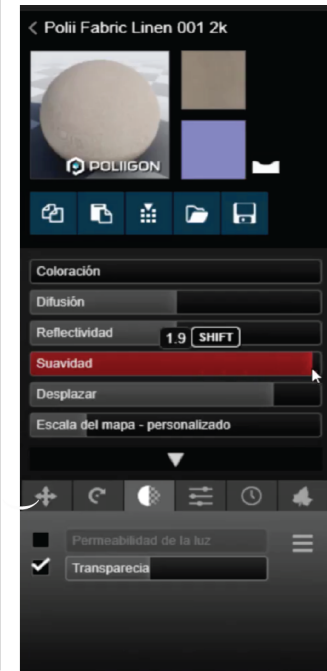 < Polii Fabric Linen 001 2k
POLIIGON
Coloración
Difusión
Reflectividad
1.9 SHIFT
Suavidad
Desplazar
Escala del mapa - personalizado
Permeabilidad de la luz
Transparecia